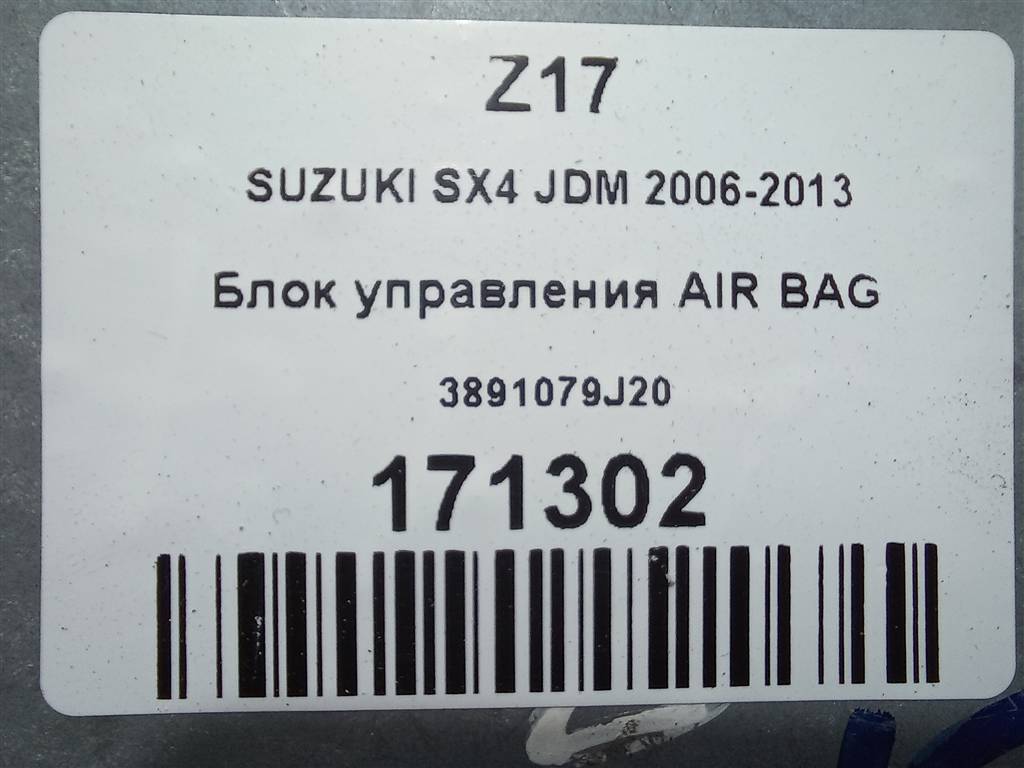 Z17
SUZUKI SX4 JDM 2006-2013
Блок управления AIR BAG
3891079J20
171302